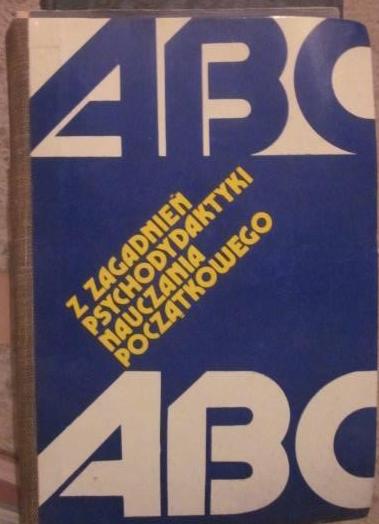 ABC
Z ZAGADNIEŃ
PSYCHODYDAKTYKI
NAUCZANIA
POCZĄTKOWEGO
ABC